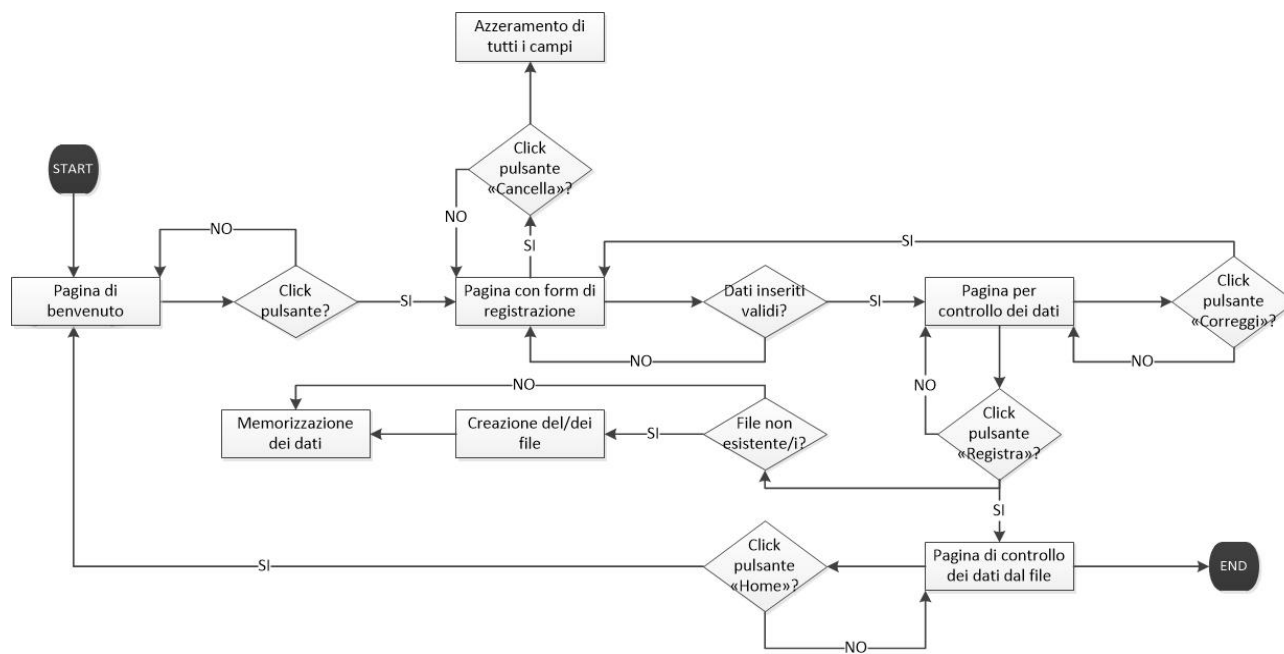 Azzeramento di
tutti i campi
START
Click
pulsante
«Cancella»?
NO
SI
NO
SI
Pagina di
benvenuto
Click
pulsante?
SI
Pagina con form di
registrazione
Dati inseriti
validi?
SI
Pagina per
controllo dei dati
Click
pulsante
«Correggi»?
NO
NO
NO
NO
Memorizzazione
dei dati
Creazione del/dei
file
SI
File non
esistente/i?
Click
pulsante
«Registra»?
SI
SI
Click
pulsante
«Home»?
Pagina di controllo
dei dati dal file
END
NO